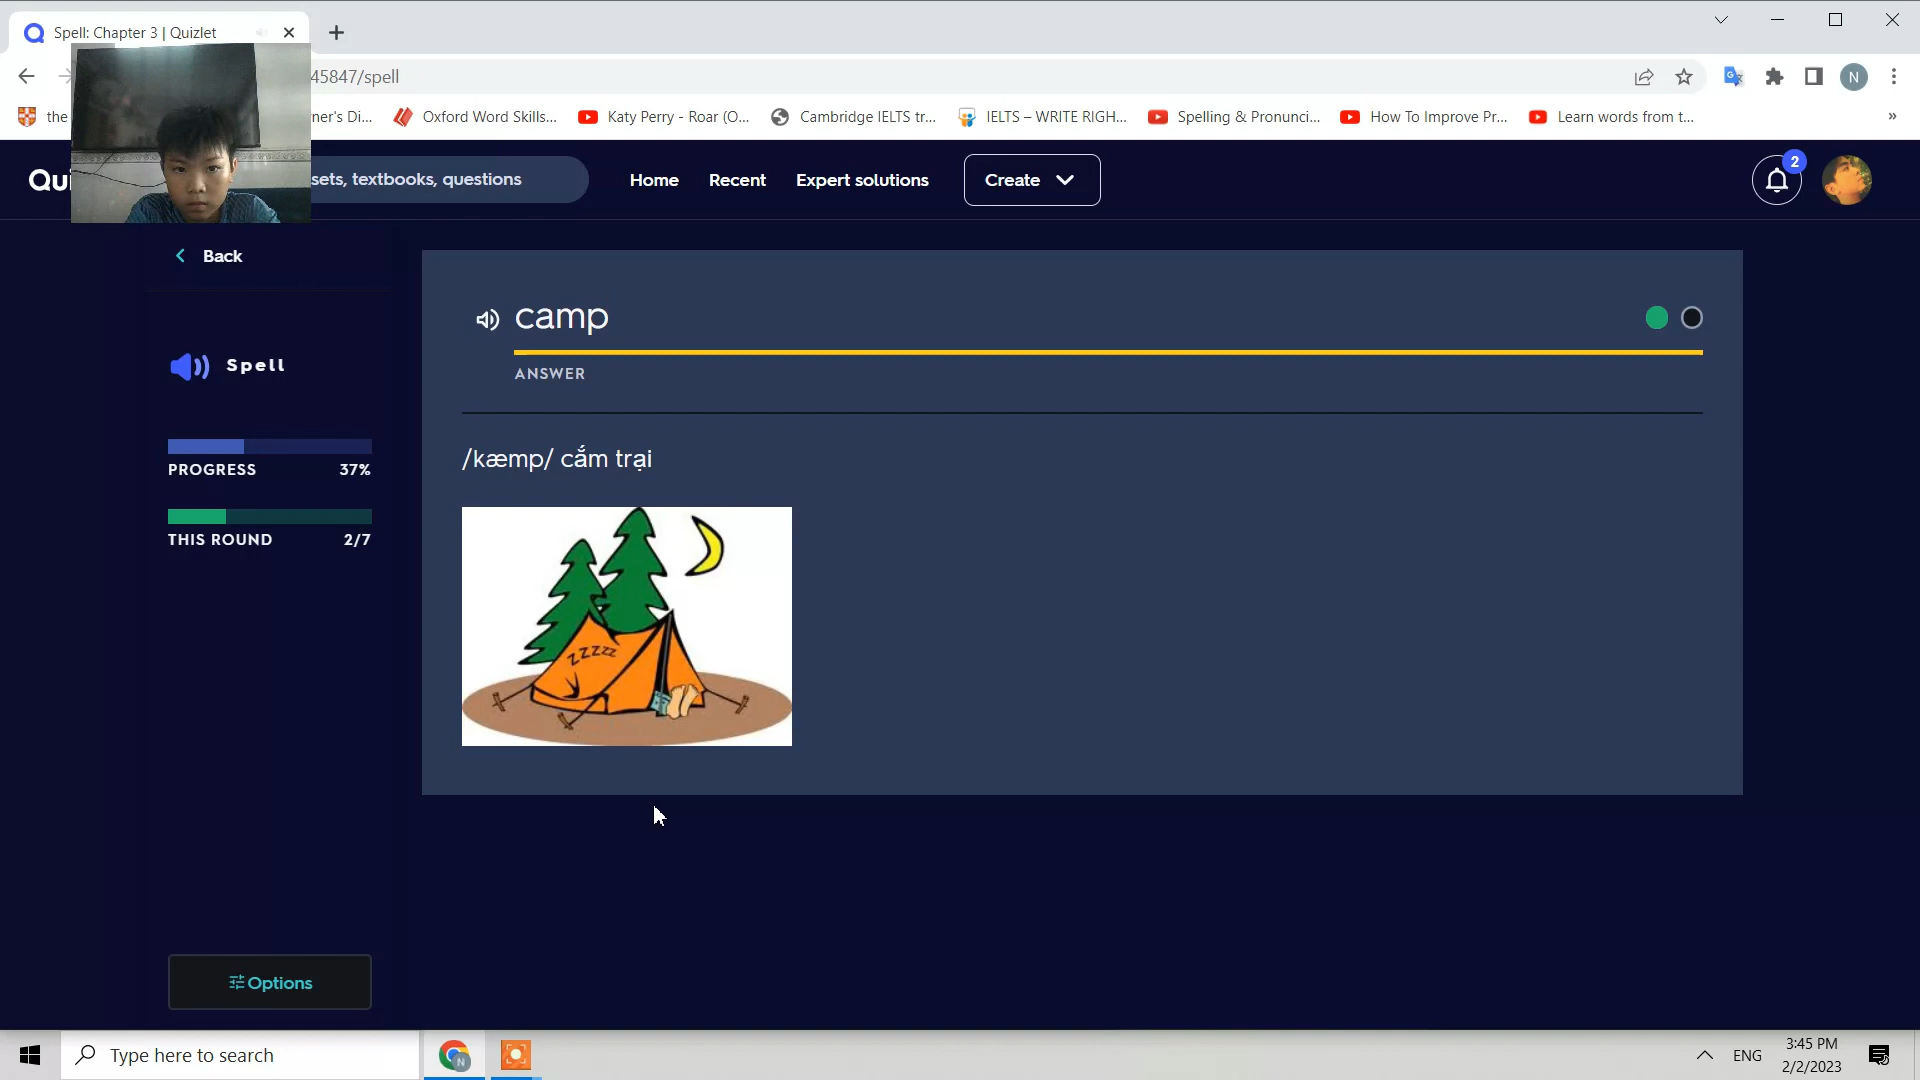 Spell: Chapter 3 | Quizlet
45847/spell
the
ner's Di...
Oxford Word Skills...
Katy Perry - Roar (O...
Cambridge IELTS tr...
IELTS – WRITE RIGH...
Spelling & Pronunci...
How To Improve Pr...
Learn words from t...
»
N
Qui
sets, textbooks, questions
Home
Recent
Expert solutions
Create
2
Back
camp
ANSWER
Spell
PROGRESS 37%
THIS ROUND 2/7
/kæmp/ cắm trại
zzzzz
Options
Type here to search
N
ENG
3:45 PM
2/2/2023